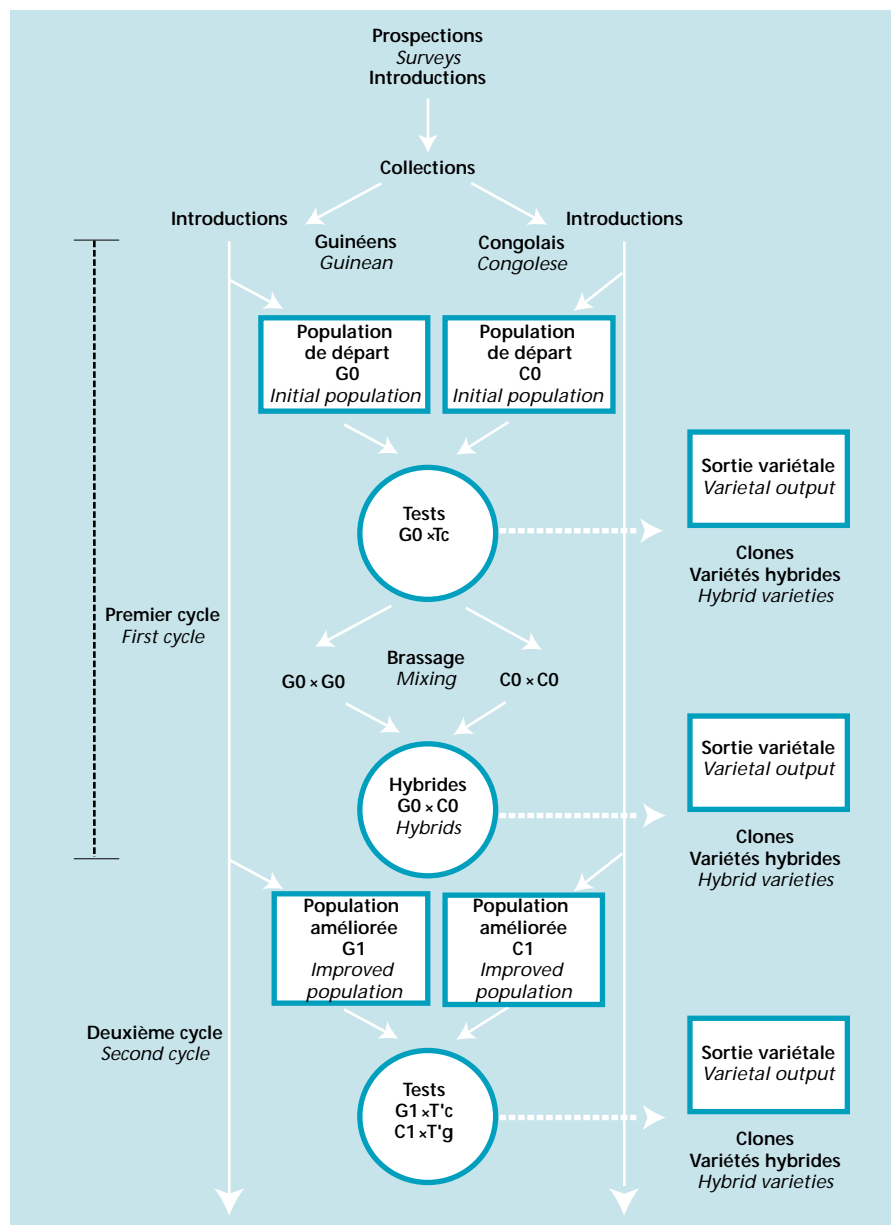 Prospections
Surveys
Introductions
Collections
Introductions
Introductions
Guinéens
Guinean
Congolais
Congolese
Population
de départ
G0
Initial population
Population
de départ
C0
Initial population
Tests
G0 ×Tc
Sortie variétale
Varietal output
Clones
Variétés hybrides
Hybrid varieties
Premier cycle
First cycle
Brassage
Mixing
G0 × G0
C0 × C0
Hybrides
G0 × C0
Hybrids
Sortie variétale
Varietal output
Clones
Variétés hybrides
Hybrid varieties
Population
améliorée
G1
Improved
population
Population
améliorée
C1
Improved
population
Deuxième cycle
Second cycle
Tests
G1 ×T'c
C1 ×T'g
Sortie variétale
Varietal output
Clones
Variétés hybrides
Hybrid varieties